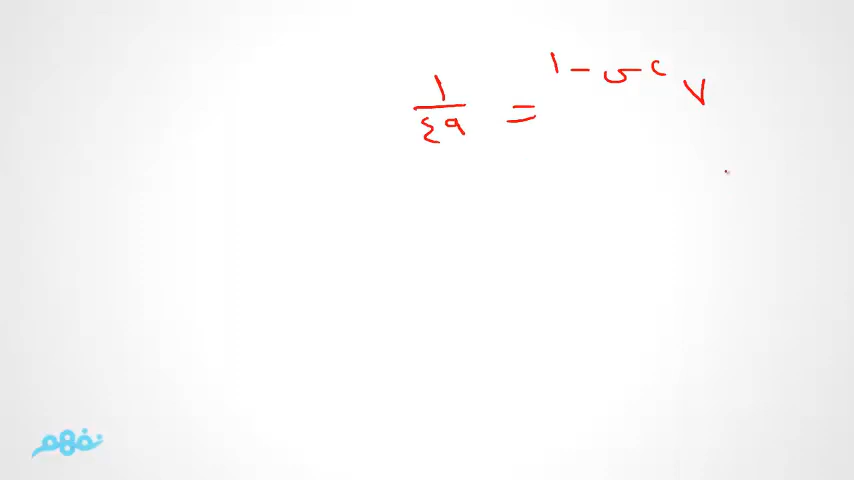 ٧ ^ (٢س − ١) = ١/٤٩
نفهم